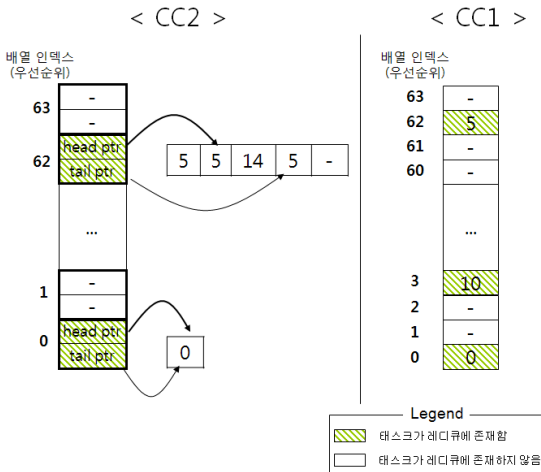 < CC2 >
배열 인덱스
(우선순위)
63
-
-
62
head ptr
tail ptr
5 5 14 5 -
...
1
-
-
0
head ptr
tail ptr
0
< CC1 >
배열 인덱스
(우선순위)
63 -
62 5
61 -
60 -
...
3 10
2 -
1 -
0 0
Legend
태스크가 레디큐에 존재함
태스크가 레디큐에 존재하지 않음